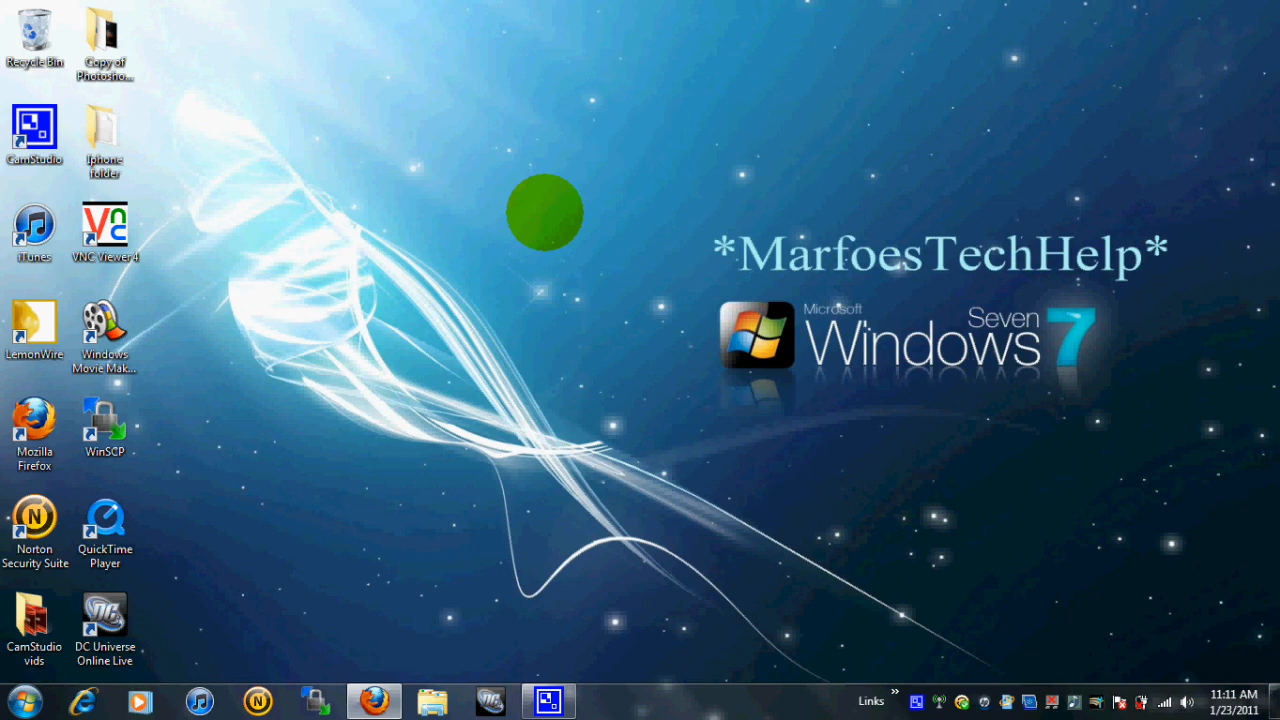 Recycle Bin
Copy of
Photosho...
CamStudio
Iphone
folder
iTunes
VNC Viewer 4
LemonWire
Windows
Movie Mak...
Mozilla
Firefox
WinSCP
Norton
Security Suite
QuickTime
Player
CamStudio
vids
DC Universe
Online Live
*MarfoesTechHelp*
Microsoft
Windows Seven 7
Links
11:11 AM
1/23/2011